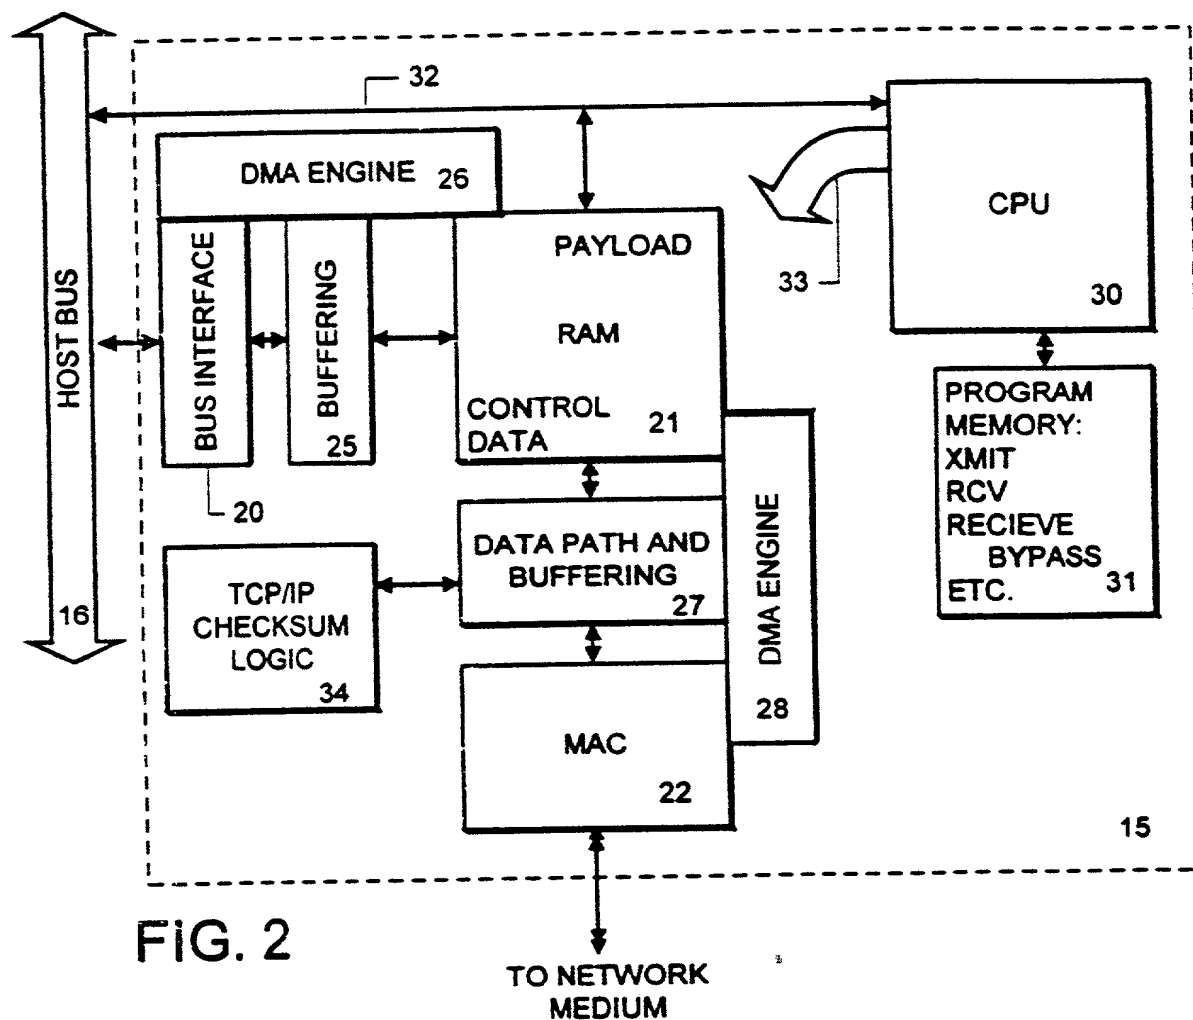 32
DMA ENGINE 26
CPU
30
33
HOST BUS
16
BUS INTERFACE
20
BUFFERING
25
PAYLOAD
RAM
CONTROL
DATA
21
PROGRAM
MEMORY:
XMIT
RCV
RECIEVE
BYPASS
ETC.
31
DATA PATH AND
BUFFERING
27
DMA ENGINE
28
TCP/IP
CHECKSUM
LOGIC
34
MAC
22
15
FiG. 2
TO NETWORK
MEDIUM